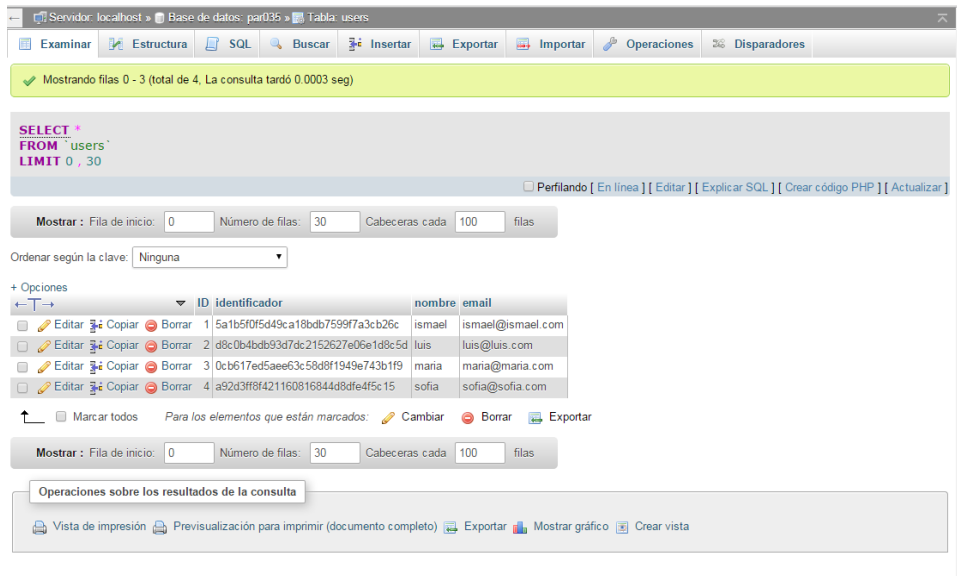 Servidor: localhost » Base de datos: par035 » Tabla: users
Examinar Estructura SQL Buscar Insertar Exportar Importar Operaciones Disparadores
Mostrando filas 0 - 3 (total de 4, La consulta tardó 0.0003 seg)
SELECT *
FROM `users`
LIMIT 0 , 30
Perfilando [ En línea ] [ Editar ] [ Explicar SQL ] [ Crear código PHP ] [ Actualizar ]
Mostrar : Fila de inicio: 0 Número de filas: 30 Cabeceras cada 100 filas
Ordenar según la clave: Ninguna
+ Opciones
←T→ ID identificador nombre email
Editar Copiar Borrar 1 5a1b5f0f5d49ca18bdb7599f7a3cb26c ismael ismael@ismael.com
Editar Copiar Borrar 2 d8c0b4bdb93d7dc2152627e06e1d8c5d luis luis@luis.com
Editar Copiar Borrar 3 0cb617ed5aee63c58d8f1949e743b1f9 maria maria@maria.com
Editar Copiar Borrar 4 a92d3ff8f421160816844d8dfe4f5c15 sofia sofia@sofia.com
Marcar todos Para los elementos que están marcados: Cambiar Borrar Exportar
Mostrar : Fila de inicio: 0 Número de filas: 30 Cabeceras cada 100 filas
Operaciones sobre los resultados de la consulta
Vista de impresión Previsualización para imprimir (documento completo) Exportar Mostrar gráfico Crear vista